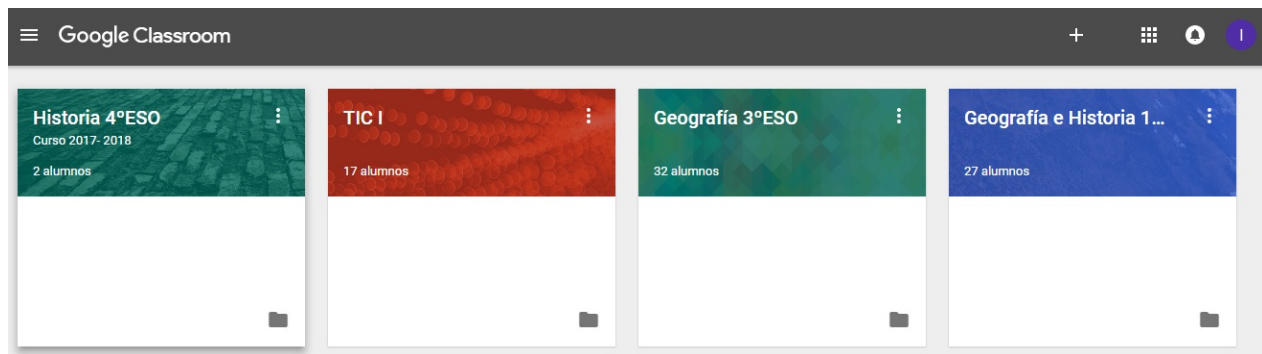 Google Classroom
I
Historia 4ºESO
Curso 2017- 2018
2 alumnos
TIC I
17 alumnos
Geografía 3ºESO
32 alumnos
Geografía e Historia 1...
27 alumnos